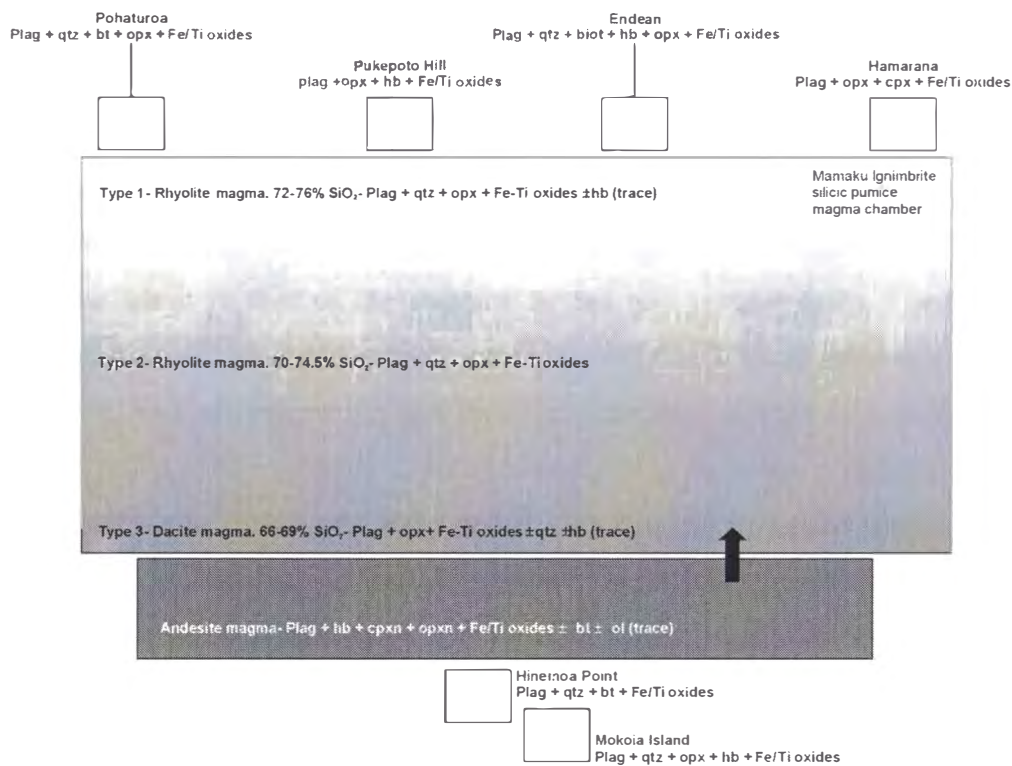 Pohaturoa
Plag + qtz + bt + opx + Fe/Ti oxides
Endean
Plag + qtz + biot + hb + opx + Fe/Ti oxides
Pukepoto Hill
plag +opx + hb + Fe/Ti oxides
Hamarana
Plag + opx + cpx + Fe/Ti oxides
Type 1- Rhyolite magma. 72-76% SiO₂- Plag + qtz + opx + Fe-Ti oxides ±hb (trace)
Mamaku Ignimbrite
silicic pumice
magma chamber
Type 2- Rhyolite magma. 70-74.5% SiO₂- Plag + qtz + opx + Fe-Ti oxides
Type 3- Dacite magma. 66-69% SiO₂- Plag + opx+ Fe-Ti oxides ±qtz ±hb (trace)
Andesite magma- Plag + hb + cpxn + opxn + Fe/Ti oxides ± bt ± ol (trace)
Hinemoa Point
Plag + qtz + bt + Fe/Ti oxides
Mokoia Island
Plag + qtz + opx + hb + Fe/Ti oxides